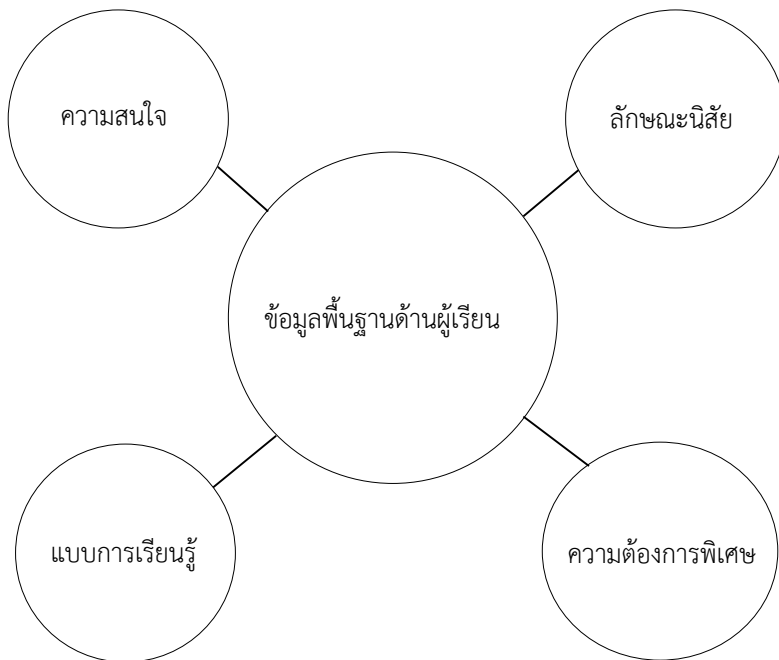 ความสนใจ
ลักษณะนิสัย
ข้อมูลพื้นฐานด้านผู้เรียน
แบบการเรียนรู้
ความต้องการพิเศษ